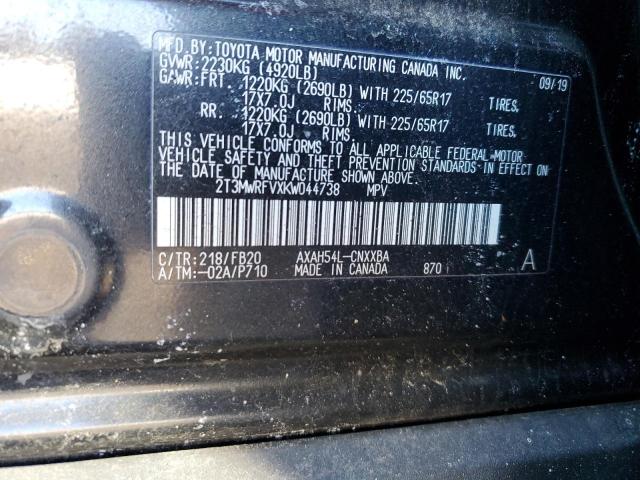 MFD.BY:TOYOTA MOTOR MANUFACTURING CANADA INC.
GVWR:2230KG (4920LB) 09/19
GAWR:FRT. 1220KG (2690LB) WITH 225/65R17 TIRES.
17X7.0J RIMS.
RR. 1220KG (2690LB) WITH 225/65R17 TIRES.
17X7.0J RIMS.
THIS VEHICLE CONFORMS TO ALL APPLICABLE FEDERAL MOTOR
VEHICLE SAFETY AND THEFT PREVENTION STANDARDS IN EFFECT ON
THE DATE OF MANUFACTURE SHOWN ABOVE.
2T3MWRFVXKW044738 MPV
C/TR:218/FB20 AXAH54L-CNXXBA A
A/TM:-02A/P710 MADE IN CANADA 870